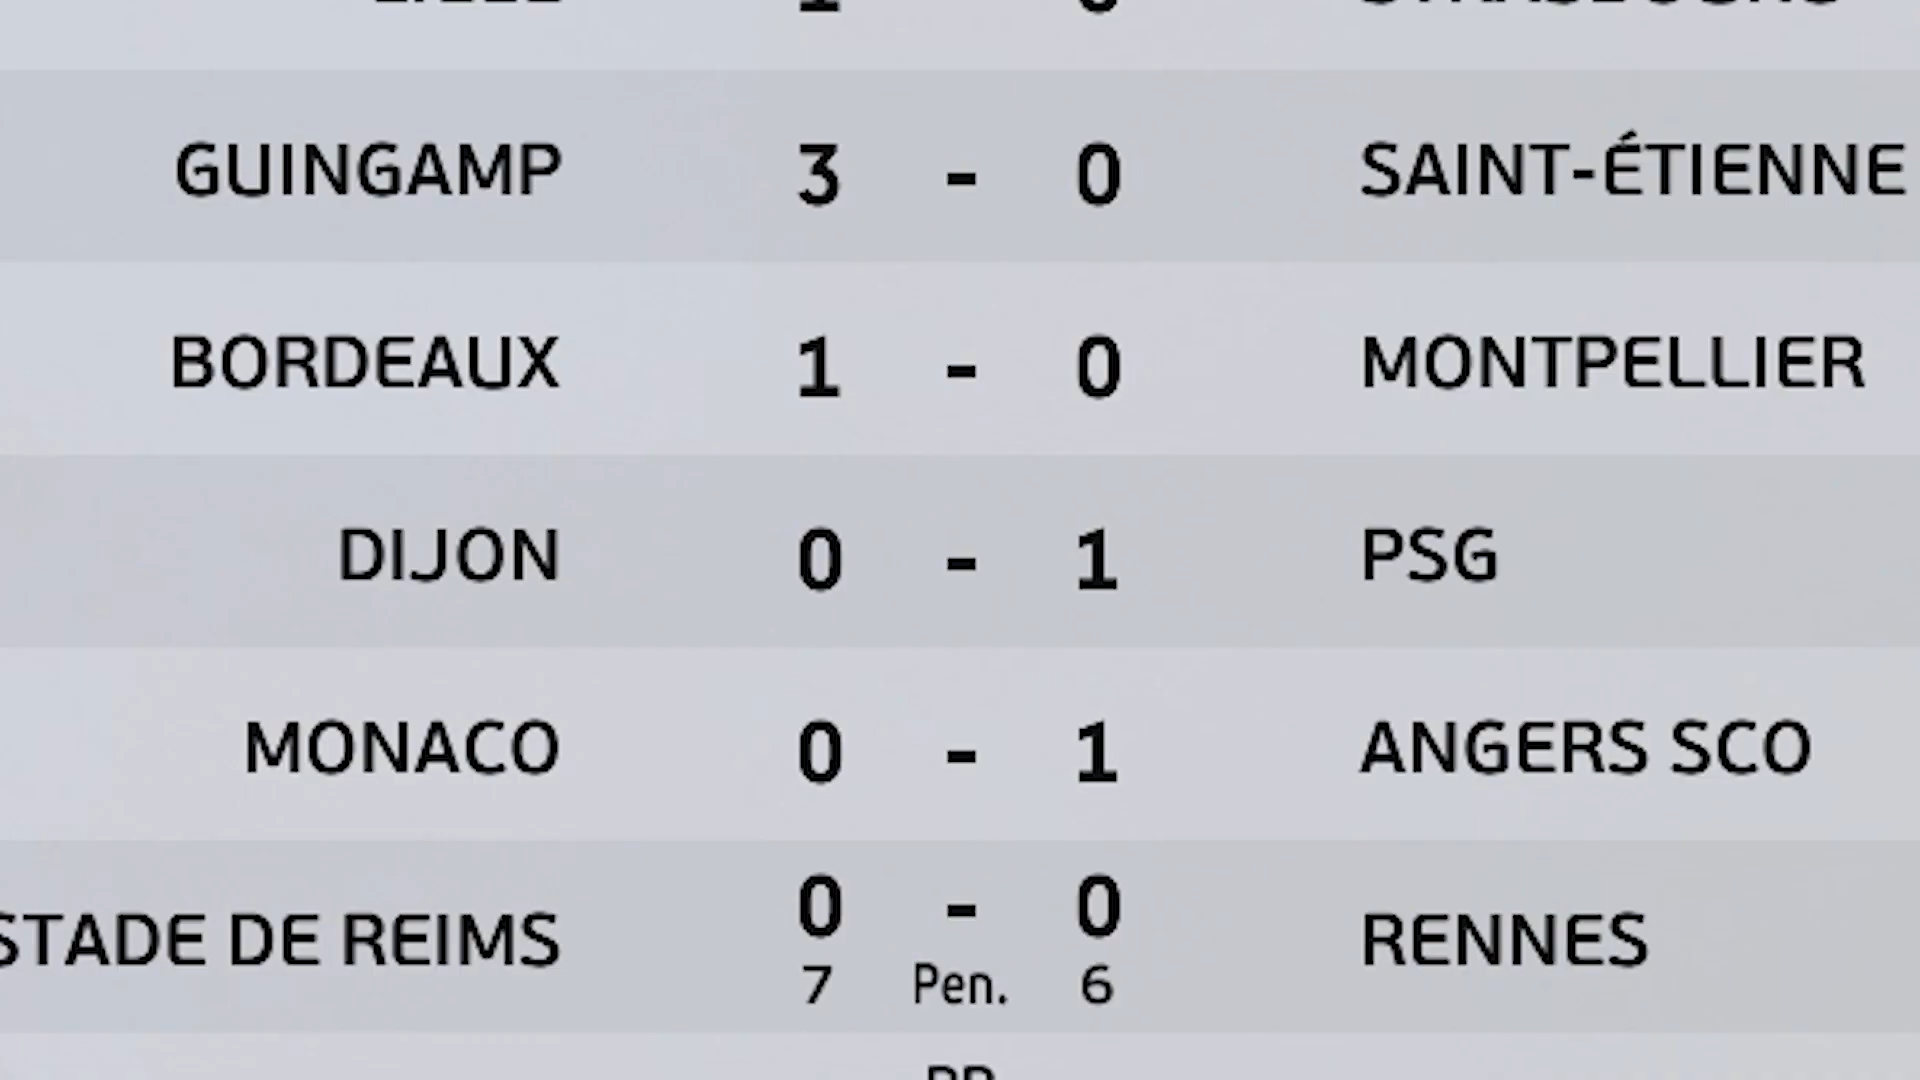 GUINGAMP 3 - 0 SAINT-ÉTIENNE
BORDEAUX 1 - 0 MONTPELLIER
DIJON 0 - 1 PSG
MONACO 0 - 1 ANGERS SCO
STADE DE REIMS 0 - 0 RENNES
7 Pen. 6